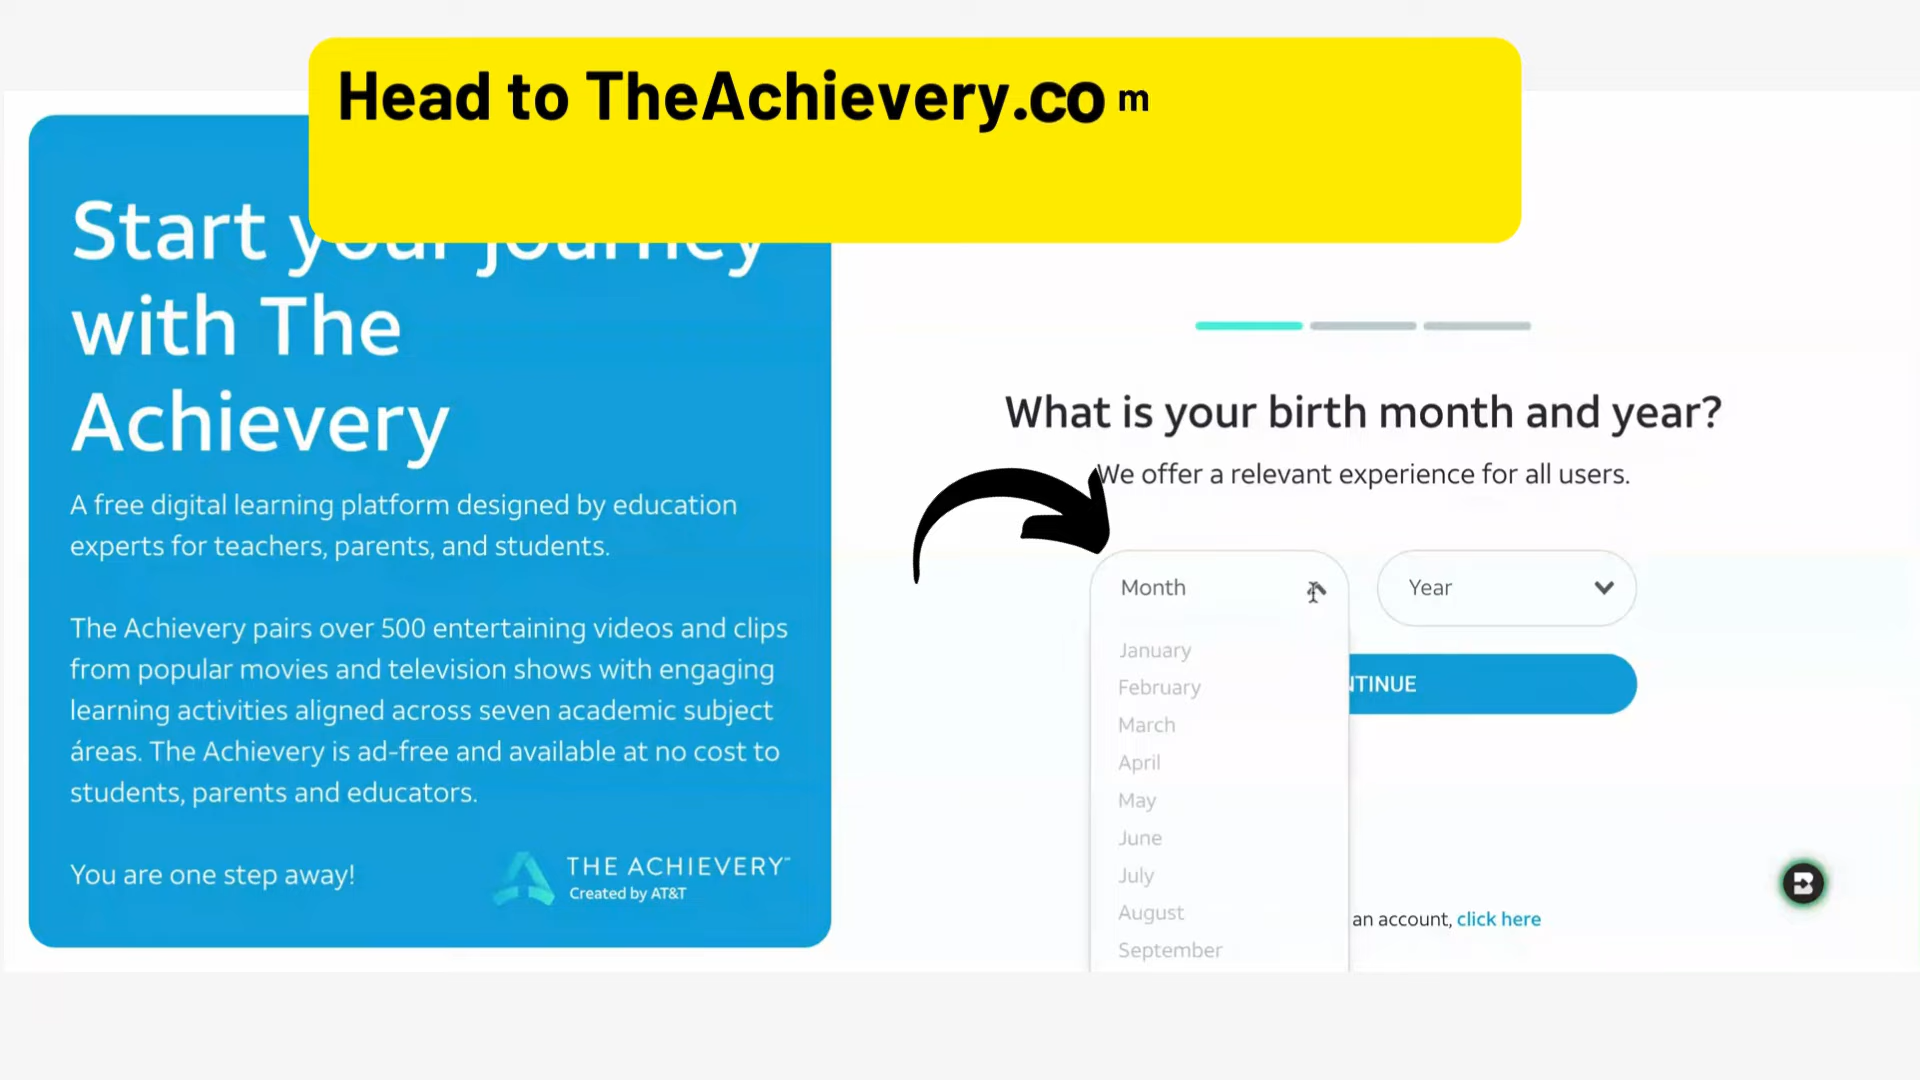 Head to TheAchievery.com
Start your journey
with The
Achievery
A free digital learning platform designed by education
experts for teachers, parents, and students.
The Achievery pairs over 500 entertaining videos and clips
from popular movies and television shows with engaging
learning activities aligned across seven academic subject
áreas. The Achievery is ad-free and available at no cost to
students, parents and educators.
You are one step away!
THE ACHIEVERY™
Created by AT&T
What is your birth month and year?
We offer a relevant experience for all users.
Month
Year
January
February
March
April
May
June
July
August
September
NTINUE
an account, click here